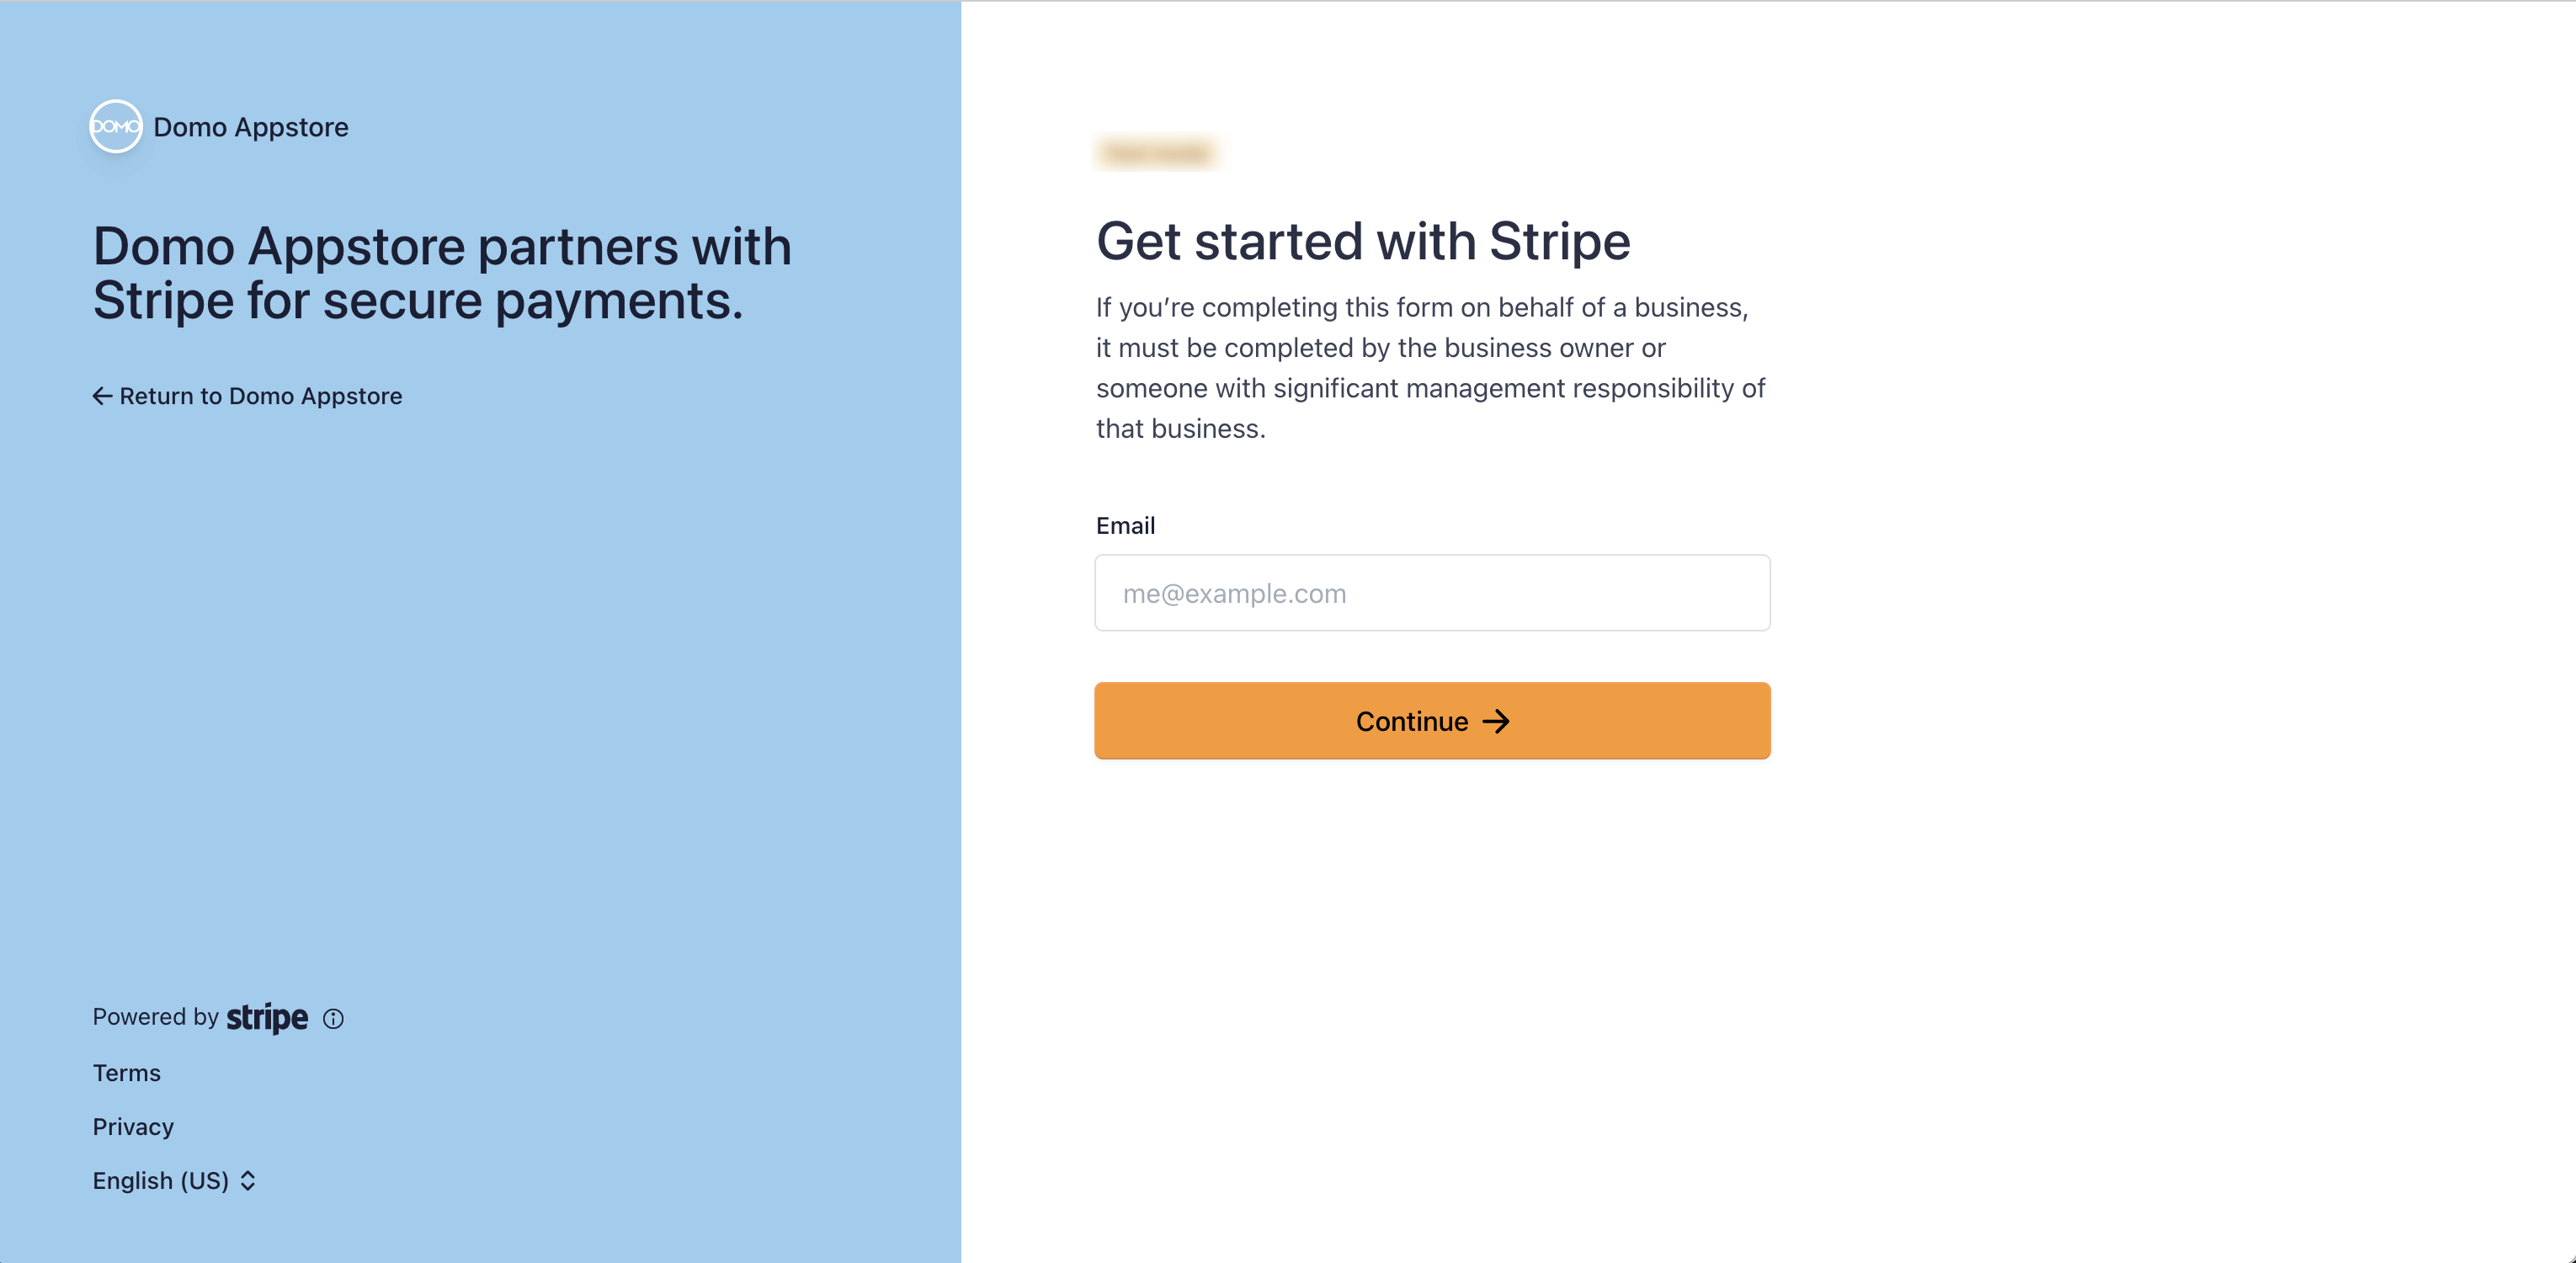 DOMO Domo Appstore
Domo Appstore partners with
Stripe for secure payments.
Return to Domo Appstore
Powered by stripe
Terms
Privacy
English (US)
Get started with Stripe
If you’re completing this form on behalf of a business,
it must be completed by the business owner or
someone with significant management responsibility of
that business.
Email
me@example.com
Continue